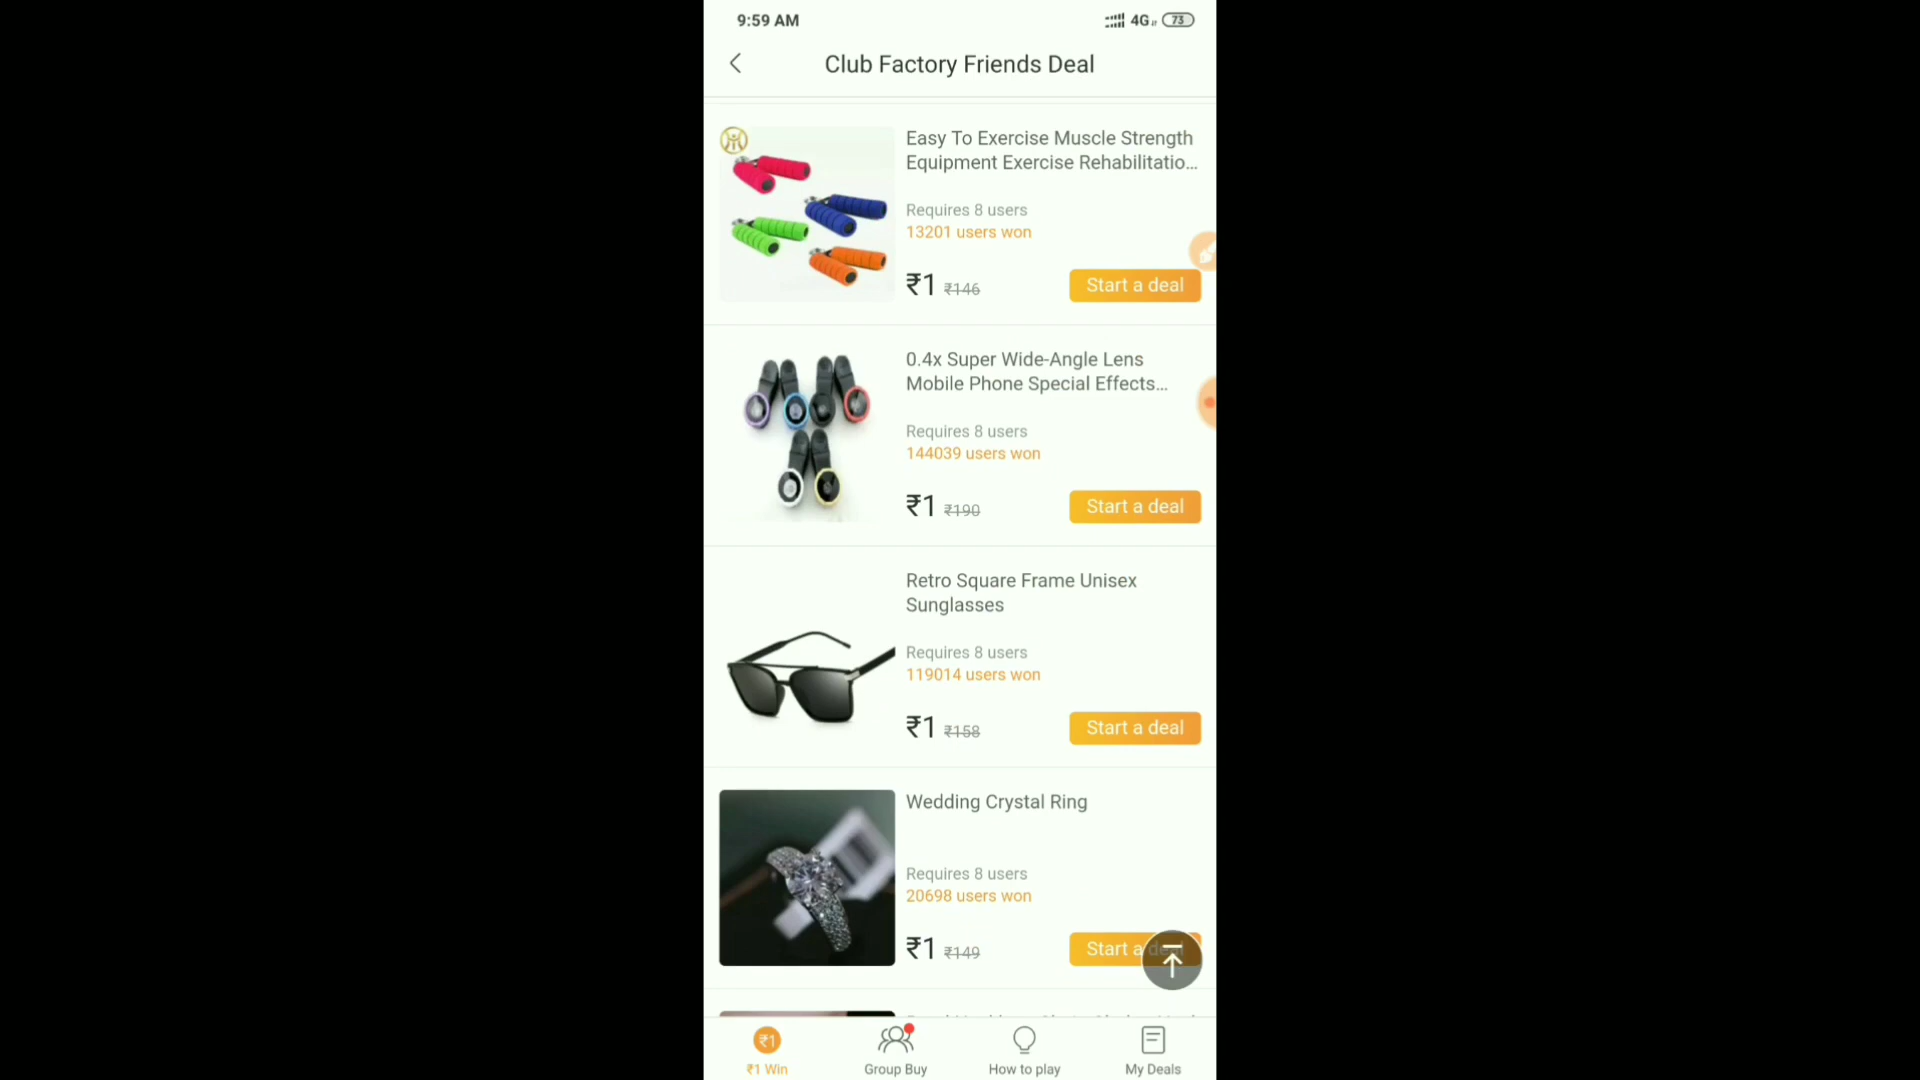 9:59 AM
4G
73
Club Factory Friends Deal
Easy To Exercise Muscle Strength
Equipment Exercise Rehabilitatio...
Requires 8 users
13201 users won
₹1 ₹146
Start a deal
0.4x Super Wide-Angle Lens
Mobile Phone Special Effects...
Requires 8 users
144039 users won
₹1 ₹190
Start a deal
Retro Square Frame Unisex
Sunglasses
Requires 8 users
119014 users won
₹1 ₹158
Start a deal
Wedding Crystal Ring
Requires 8 users
20698 users won
₹1 ₹149
Start a deal
₹1
₹1 Win
Group Buy
How to play
My Deals